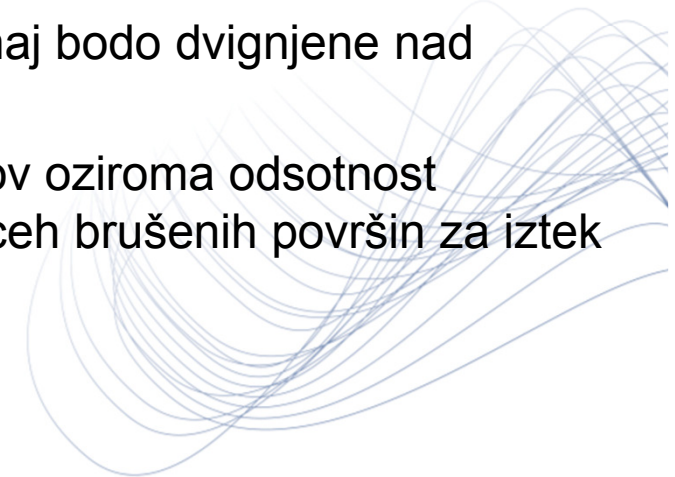 naj bodo dvignjene nad
ov oziroma odsotnost
ceh brušenih površin za iztek